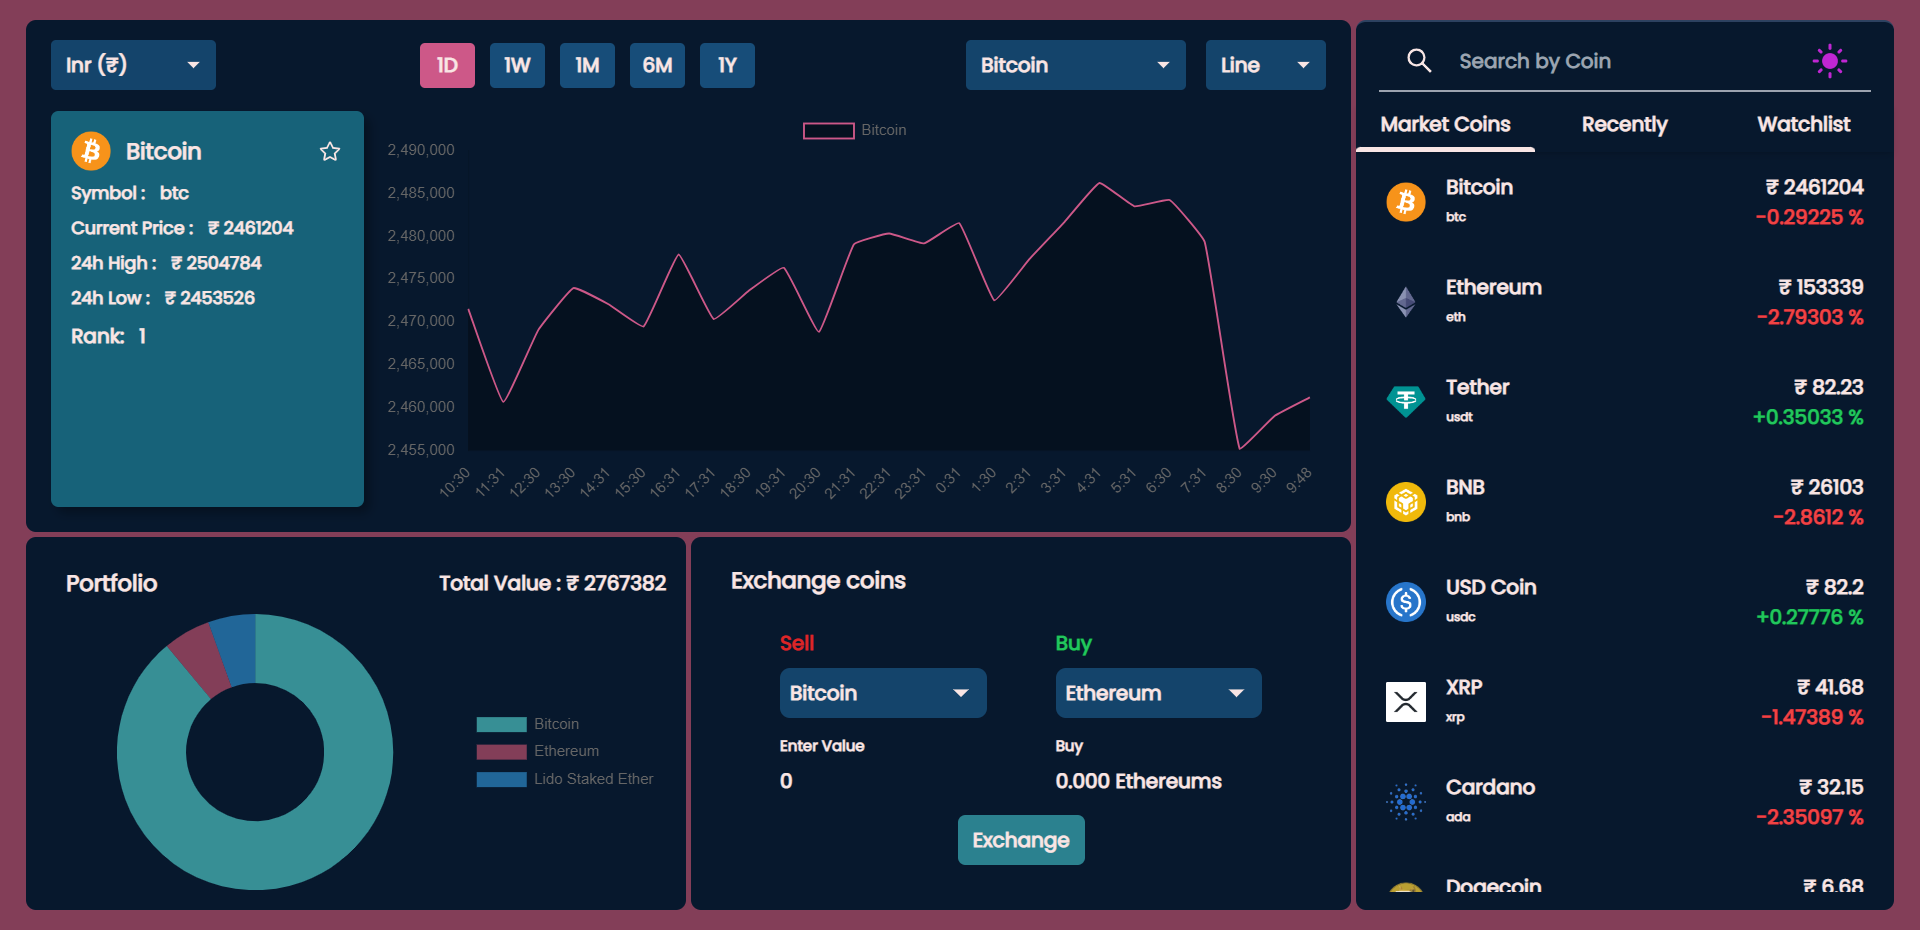 Inr (₹)
1D
1W
1M
6M
1Y
Bitcoin
Line
Bitcoin
Symbol : btc
Current Price : ₹ 2461204
24h High : ₹ 2504784
24h Low : ₹ 2453526
Rank: 1
Bitcoin
2,490,000
2,485,000
2,480,000
2,475,000
2,470,000
2,465,000
2,460,000
2,455,000
10:30 11:31 12:30 13:30 14:31 15:30 16:31 17:31 18:30 19:31 20:30 21:31 22:31 23:31 0:31 1:30 2:31 3:31 4:31 5:31 6:30 7:31 8:30 9:30 9:48
Portfolio
Total Value : ₹ 2767382
Bitcoin
Ethereum
Lido Staked Ether
Exchange coins
Sell
Buy
Bitcoin
Ethereum
Enter Value
Buy
0
0.000 Ethereums
Exchange
Search by Coin
Market Coins
Recently
Watchlist
Bitcoin
₹ 2461204
btc
-0.29225 %
Ethereum
₹ 153339
eth
-2.79303 %
Tether
₹ 82.23
usdt
+0.35033 %
BNB
₹ 26103
bnb
-2.8612 %
USD Coin
₹ 82.2
usdc
+0.27776 %
XRP
₹ 41.68
xrp
-1.47389 %
Cardano
₹ 32.15
ada
-2.35097 %
Dogecoin
₹ 6.68